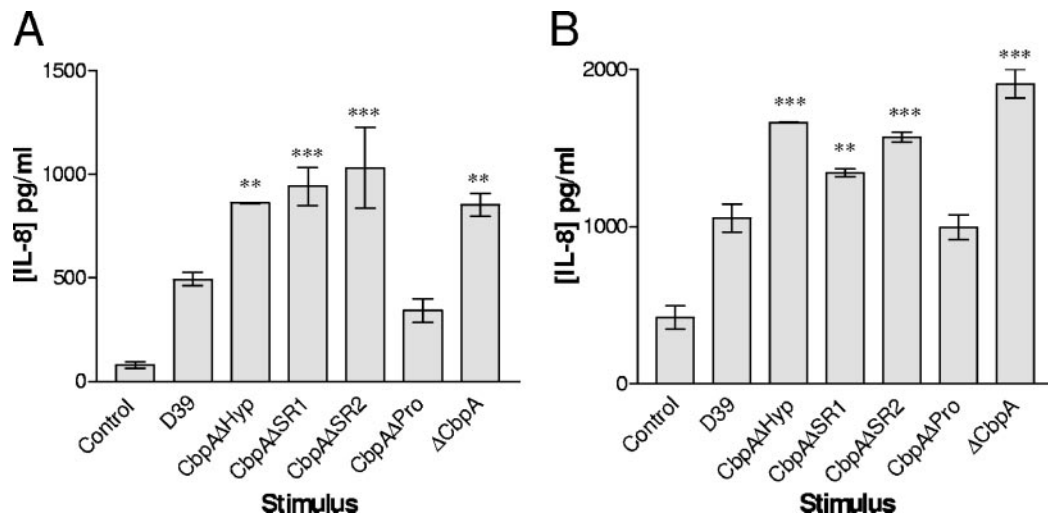 A
1500
1000
500
0
[IL-8] pg/ml
**
***
***
**
Control
D39
CbpAΔHyp
CbpAΔSR1
CbpAΔSR2
CbpAΔPro
ΔCbpA
Stimulus
B
2000
1000
0
[IL-8] pg/ml
***
**
***
***
Control
D39
CbpAΔHyp
CbpAΔSR1
CbpAΔSR2
CbpAΔPro
ΔCbpA
Stimulus